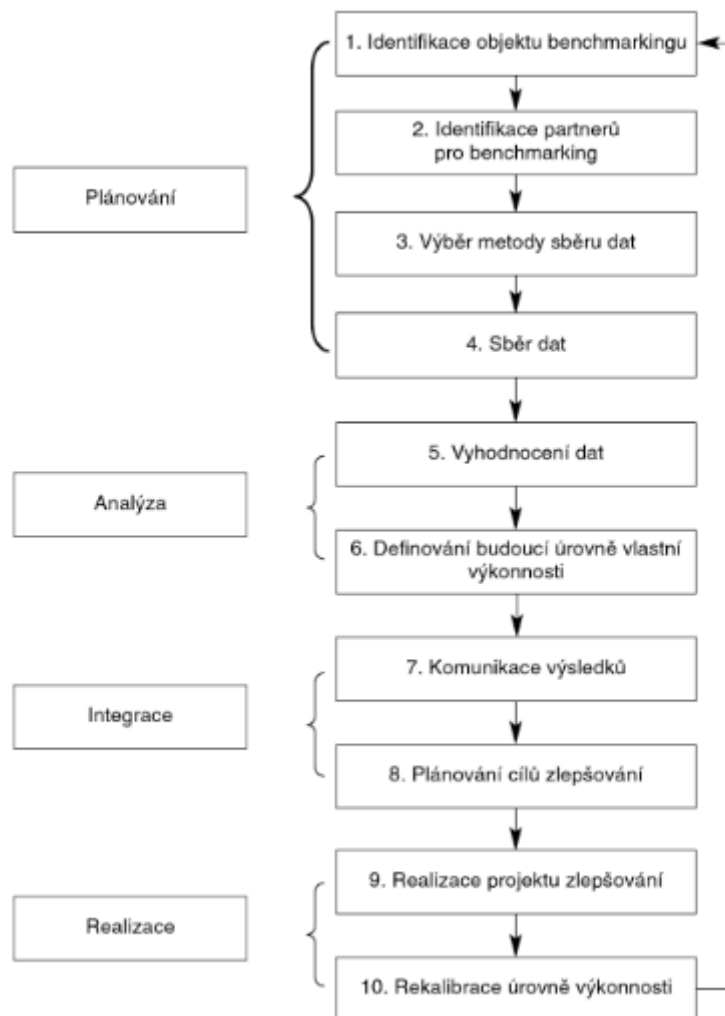 1. Identifikace objektu benchmarkingu
2. Identifikace partnerů
pro benchmarking
Plánování
3. Výběr metody sběru dat
4. Sběr dat
5. Vyhodnocení dat
Analýza
6. Definování budoucí úrovně vlastní
výkonnosti
7. Komunikace výsledků
Integrace
8. Plánování cílů zlepšování
9. Realizace projektu zlepšování
Realizace
10. Rekalibrace úrovně výkonnosti